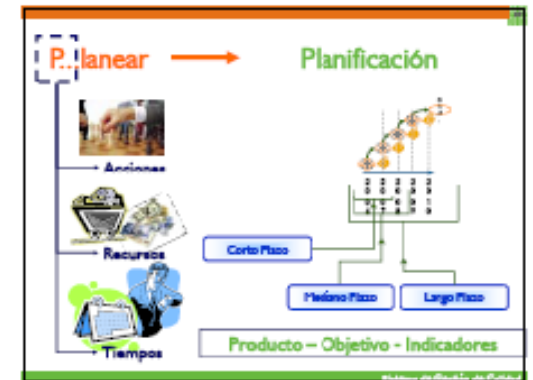 P...lanear
Planificación
Acciones
Recursos
Corto Plazo
Mediano Plazo
Largo Plazo
Tiempos
Producto – Objetivo - Indicadores